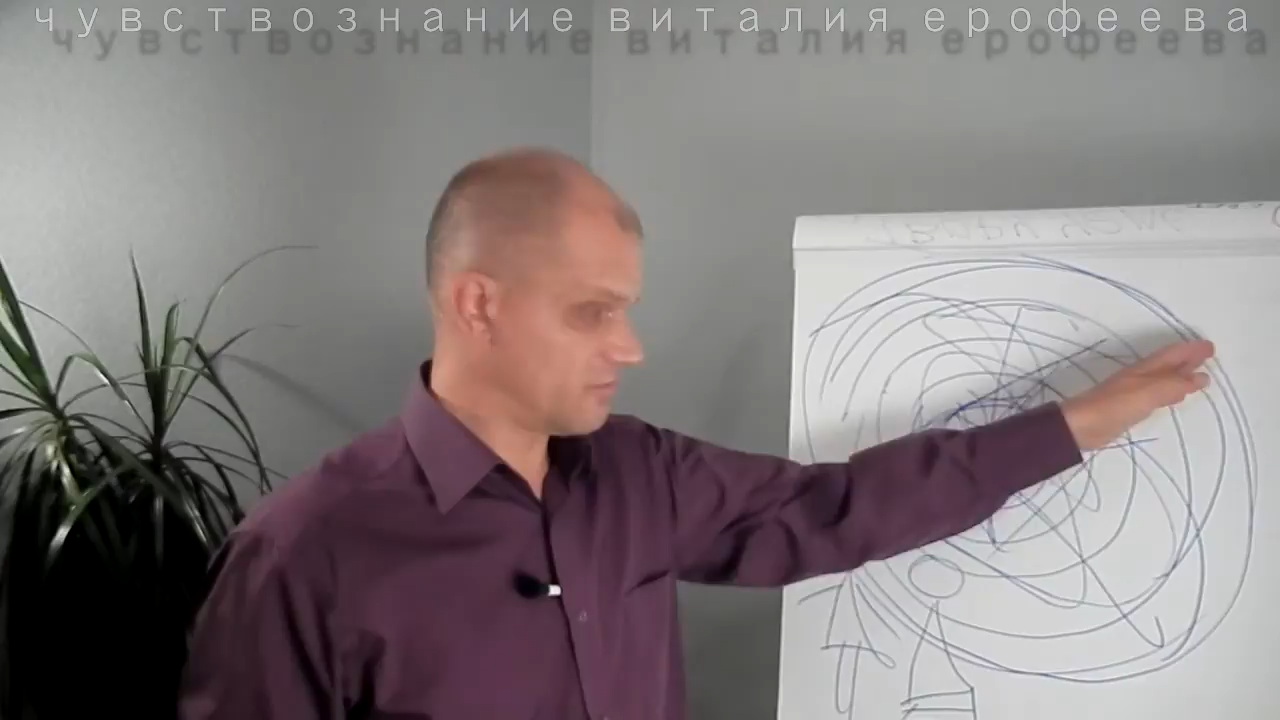 чувствознание виталия ерофеева